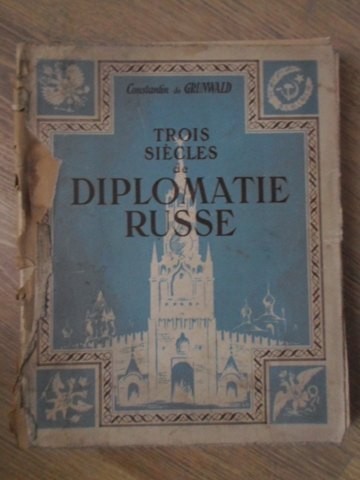 Constantin de GRUNWALD
TROIS
SIÈCLES
de
DIPLOMATIE
RUSSE